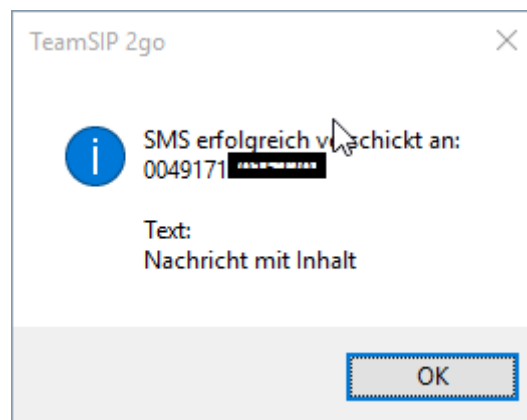 TeamSIP 2go
SMS erfolgreich verschickt an:
0049171
Text:
Nachricht mit Inhalt
OK